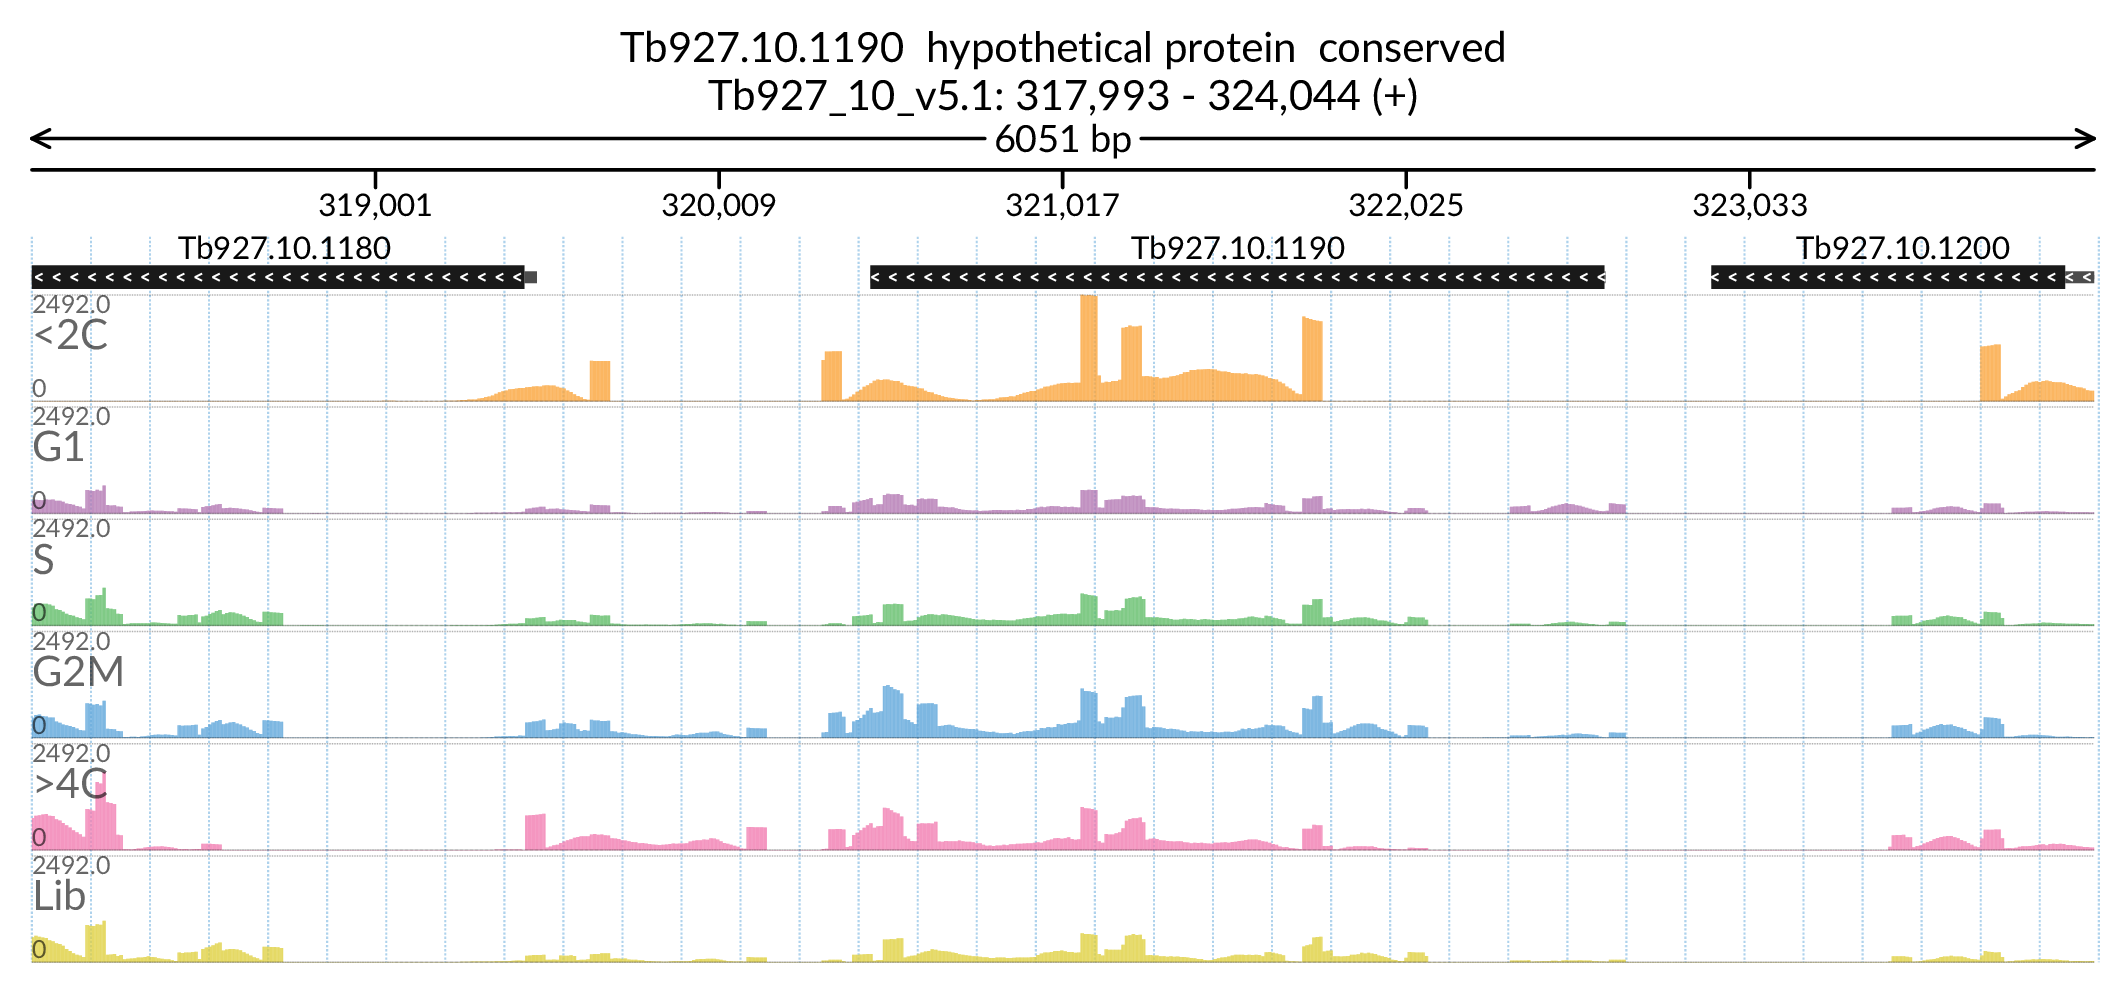 Tb927.10.1190  hypothetical protein  conserved
Tb927_10_v5.1: 317,993 - 324,044 (+)
6051 bp
319,001 320,009 321,017 322,025 323,033
Tb927.10.1180 Tb927.10.1190 Tb927.10.1200
2492.0
<2C
0
2492.0
G1
0
2492.0
S
0
2492.0
G2M
0
2492.0
>4C
0
2492.0
Lib
0